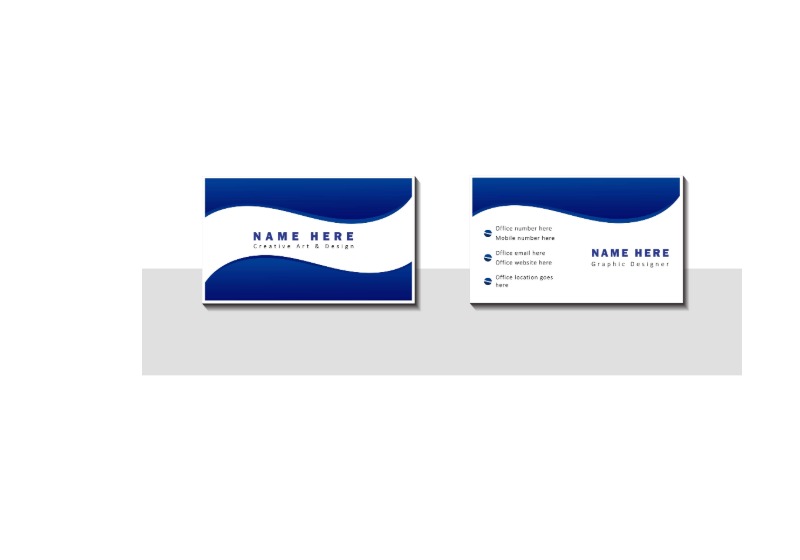 NAME HERE
Creative Art & Design
Office number here
Mobile number here
Office email here
Office website here
Office location goes
here
NAME HERE
Graphic Designer